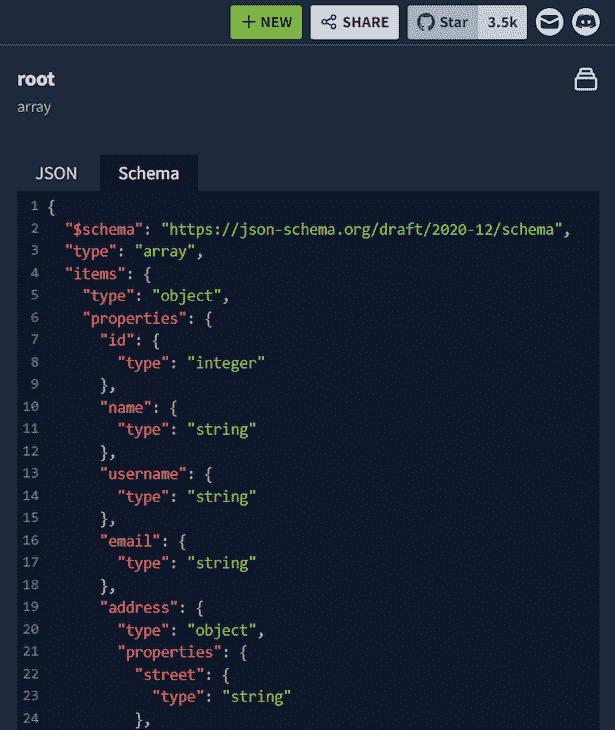 + NEW SHARE Star 3.5k
root
array
JSON Schema
1 {
2   "$schema": "https://json-schema.org/draft/2020-12/schema",
3   "type": "array",
4   "items": {
5     "type": "object",
6     "properties": {
7       "id": {
8         "type": "integer"
9       },
10       "name": {
11         "type": "string"
12       },
13       "username": {
14         "type": "string"
15       },
16       "email": {
17         "type": "string"
18       },
19       "address": {
20         "type": "object",
21         "properties": {
22           "street": {
23             "type": "string"
24           },